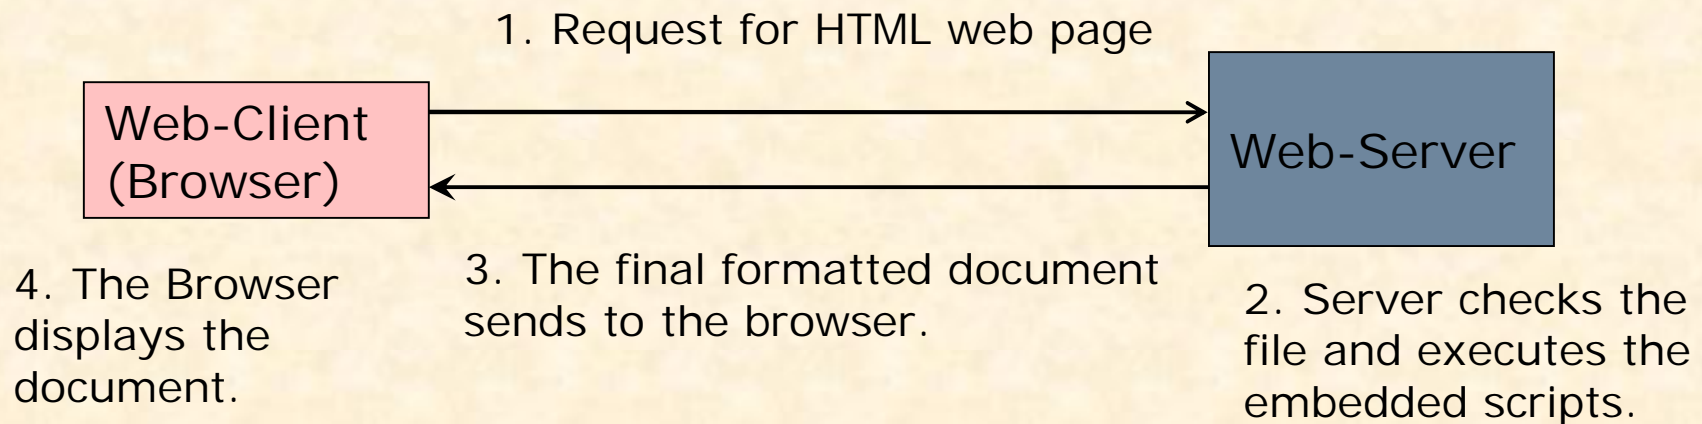 1. Request for HTML web page
Web-Client
(Browser)
Web-Server
3. The final formatted document
sends to the browser.
4. The Browser
displays the
document.
2. Server checks the
file and executes the
embedded scripts.